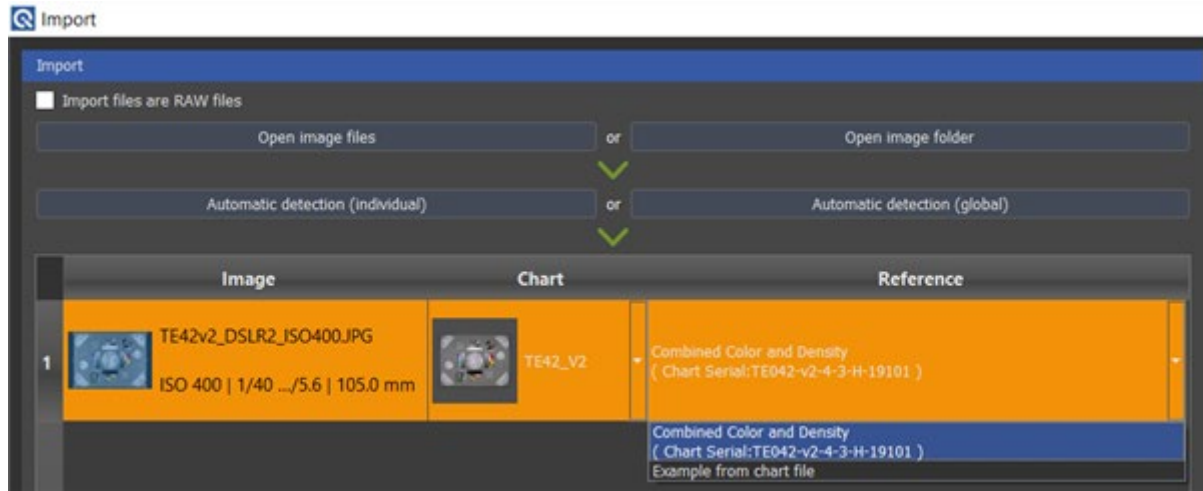 Import
Import
Import files are RAW files
Open image files or Open image folder
Automatic detection (individual) or Automatic detection (global)
Image Chart Reference
1
TE42v2_DSLR2_ISO400.JPG
ISO 400 | 1/40 .../5.6 | 105.0 mm
TE42_V2
Combined Color and Density
( Chart Serial:TE042-v2-4-3-H-19101 )
Combined Color and Density
( Chart Serial:TE042-v2-4-3-H-19101 )
Example from chart file